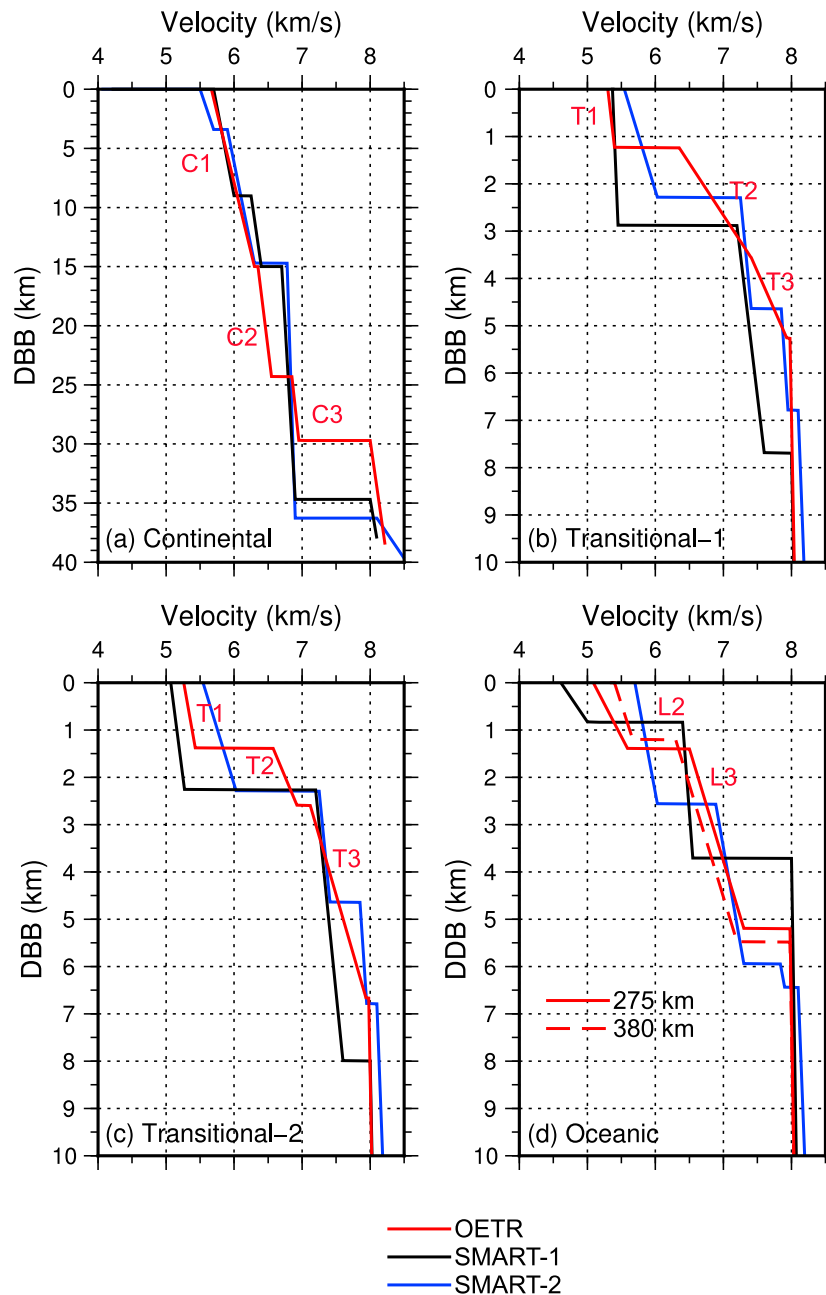 Velocity (km/s)
4 5 6 7 8
DBB (km)
0
5
10
15
20
25
30
35
40
C1
C2
C3
(a) Continental
Velocity (km/s)
4 5 6 7 8
DBB (km)
0
1
2
3
4
5
6
7
8
9
10
T1
T2
T3
(b) Transitional−1
Velocity (km/s)
4 5 6 7 8
DBB (km)
0
1
2
3
4
5
6
7
8
9
10
T1
T2
T3
(c) Transitional−2
Velocity (km/s)
4 5 6 7 8
DDB (km)
0
1
2
3
4
5
6
7
8
9
10
L2
L3
275 km
380 km
(d) Oceanic
OETR
SMART-1
SMART-2